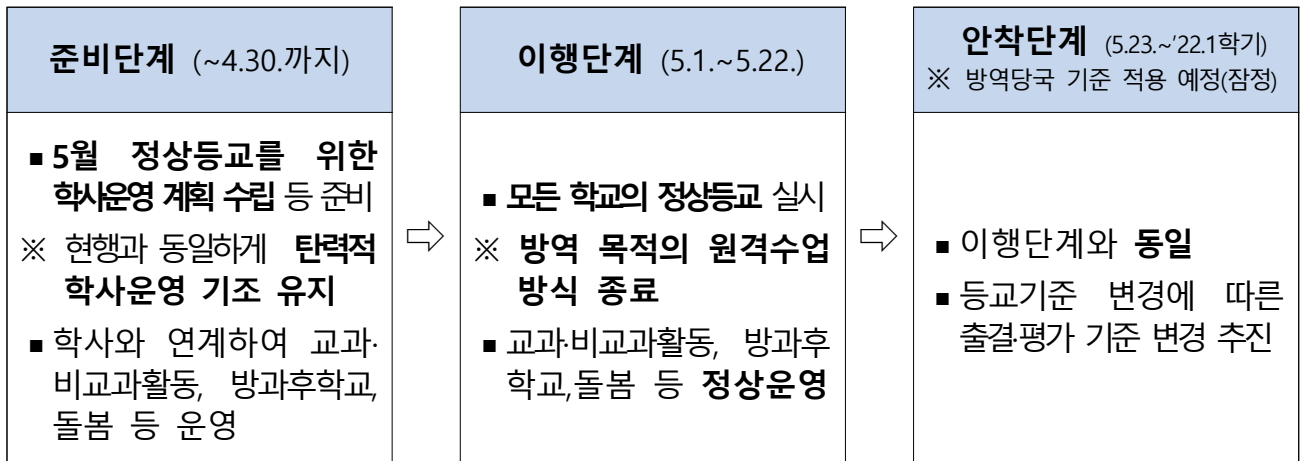 준비단계 (~4.30.까지)
■ 5월 정상등교를 위한
학사운영 계획 수립 등 준비
※ 현행과 동일하게 탄력적
학사운영 기조 유지
■ 학사와 연계하여 교과·
비교과활동, 방과후학교,
돌봄 등 운영
⇨
이행단계 (5.1.~5.22.)
■ 모든 학교의 정상등교 실시
※ 방역 목적의 원격수업
방식 종료
■ 교과·비교과활동, 방과후
학교,돌봄 등 정상운영
⇨
안착단계 (5.23.~’22.1학기)
※ 방역당국 기준 적용 예정(잠정)
■ 이행단계와 동일
■ 등교기준 변경에 따른
출결·평가 기준 변경 추진